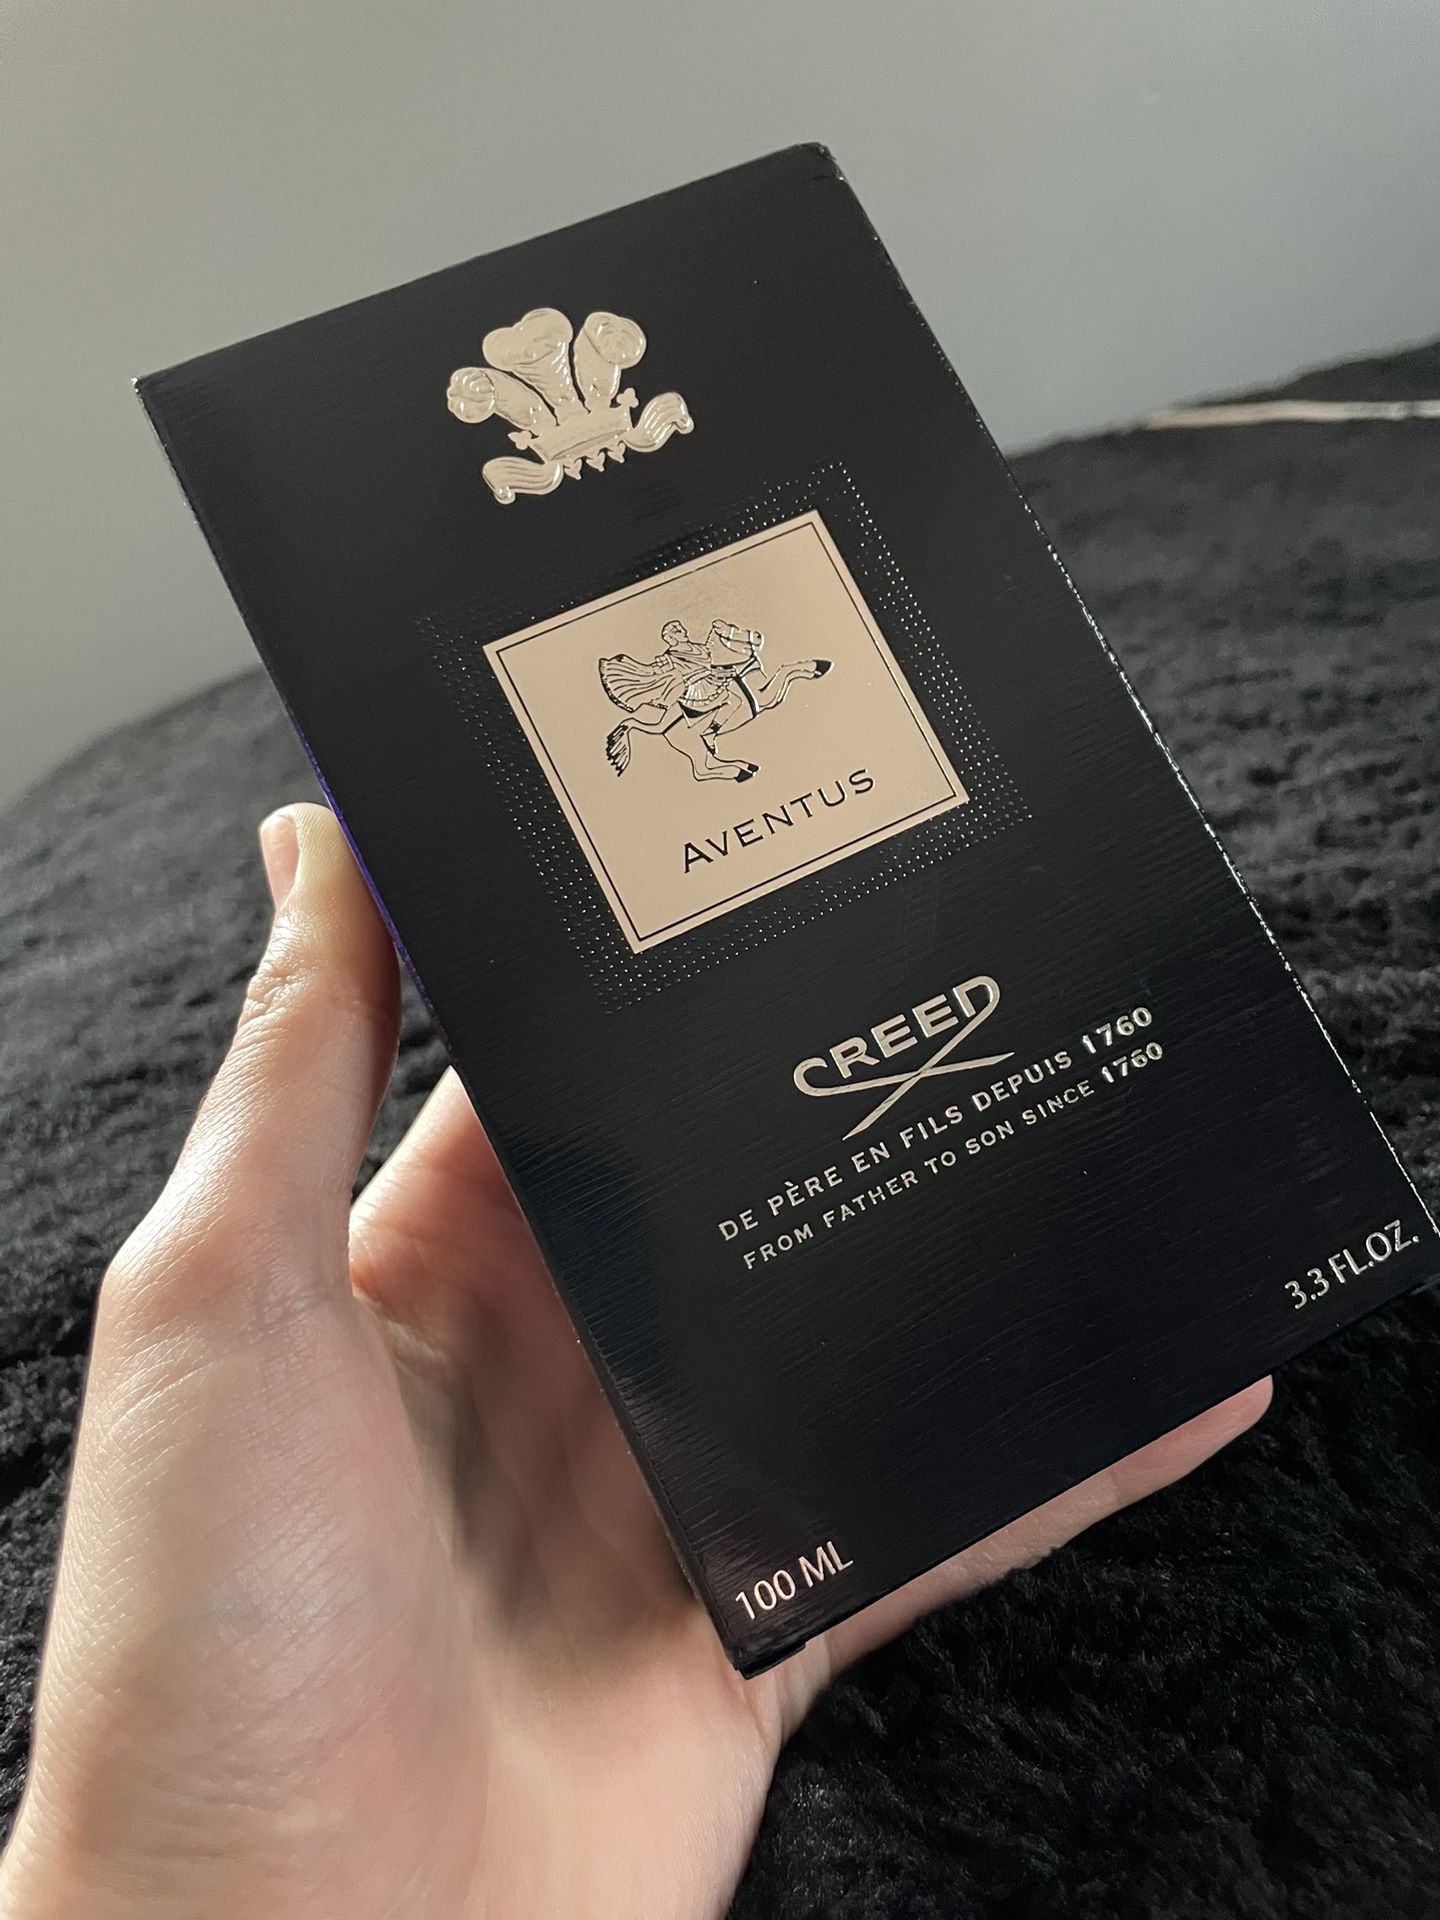 AVENTUS
CREED
DE PÈRE EN FILS DEPUIS 1760
FROM FATHER TO SON SINCE 1760
100 ML
3.3 FL.OZ.